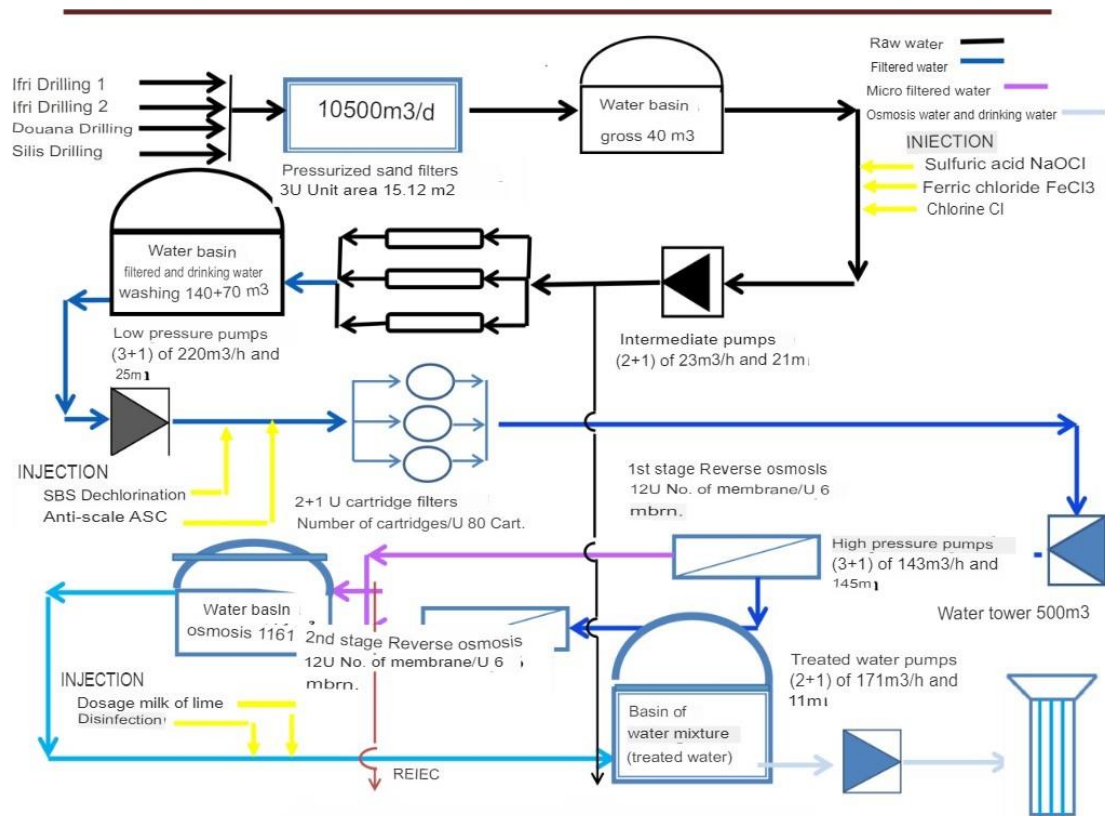 Ifri Drilling 1
Ifri Drilling 2
Douana Drilling
Silis Drilling
10500m3/d
Pressurized sand filters
3U Unit area 15.12 m2
Water basin
gross 40 m3
Raw water
Filtered water
Micro filtered water
Osmosis water and drinking water
INIECTION
Sulfuric acid NaOCI
Ferric chloride FeCl3
Chlorine Cl
Water basin
filtered and drinking water
washing 140+70 m3
Low pressure pumps
(3+1) of 220m3/h and
25m
Intermediate pumps
(2+1) of 23m3/h and 21m
INJECTION
SBS Dechlorination
Anti-scale ASC
2+1 U cartridge filters
Number of cartridges/U 80 Cart.
1st stage Reverse osmosis
12U No. of membrane/U 6
mbrn.
High pressure pumps
(3+1) of 143m3/h and
145m
Water tower 500m3
Water basin
osmosis 1161
2nd stage Reverse osmosis
12U No. of membrane/U 6
mbrn.
INJECTION
Dosage milk of lime
Disinfection
REIEC
Basin of
water mixture
(treated water)
Treated water pumps
(2+1) of 171m3/h and
11m